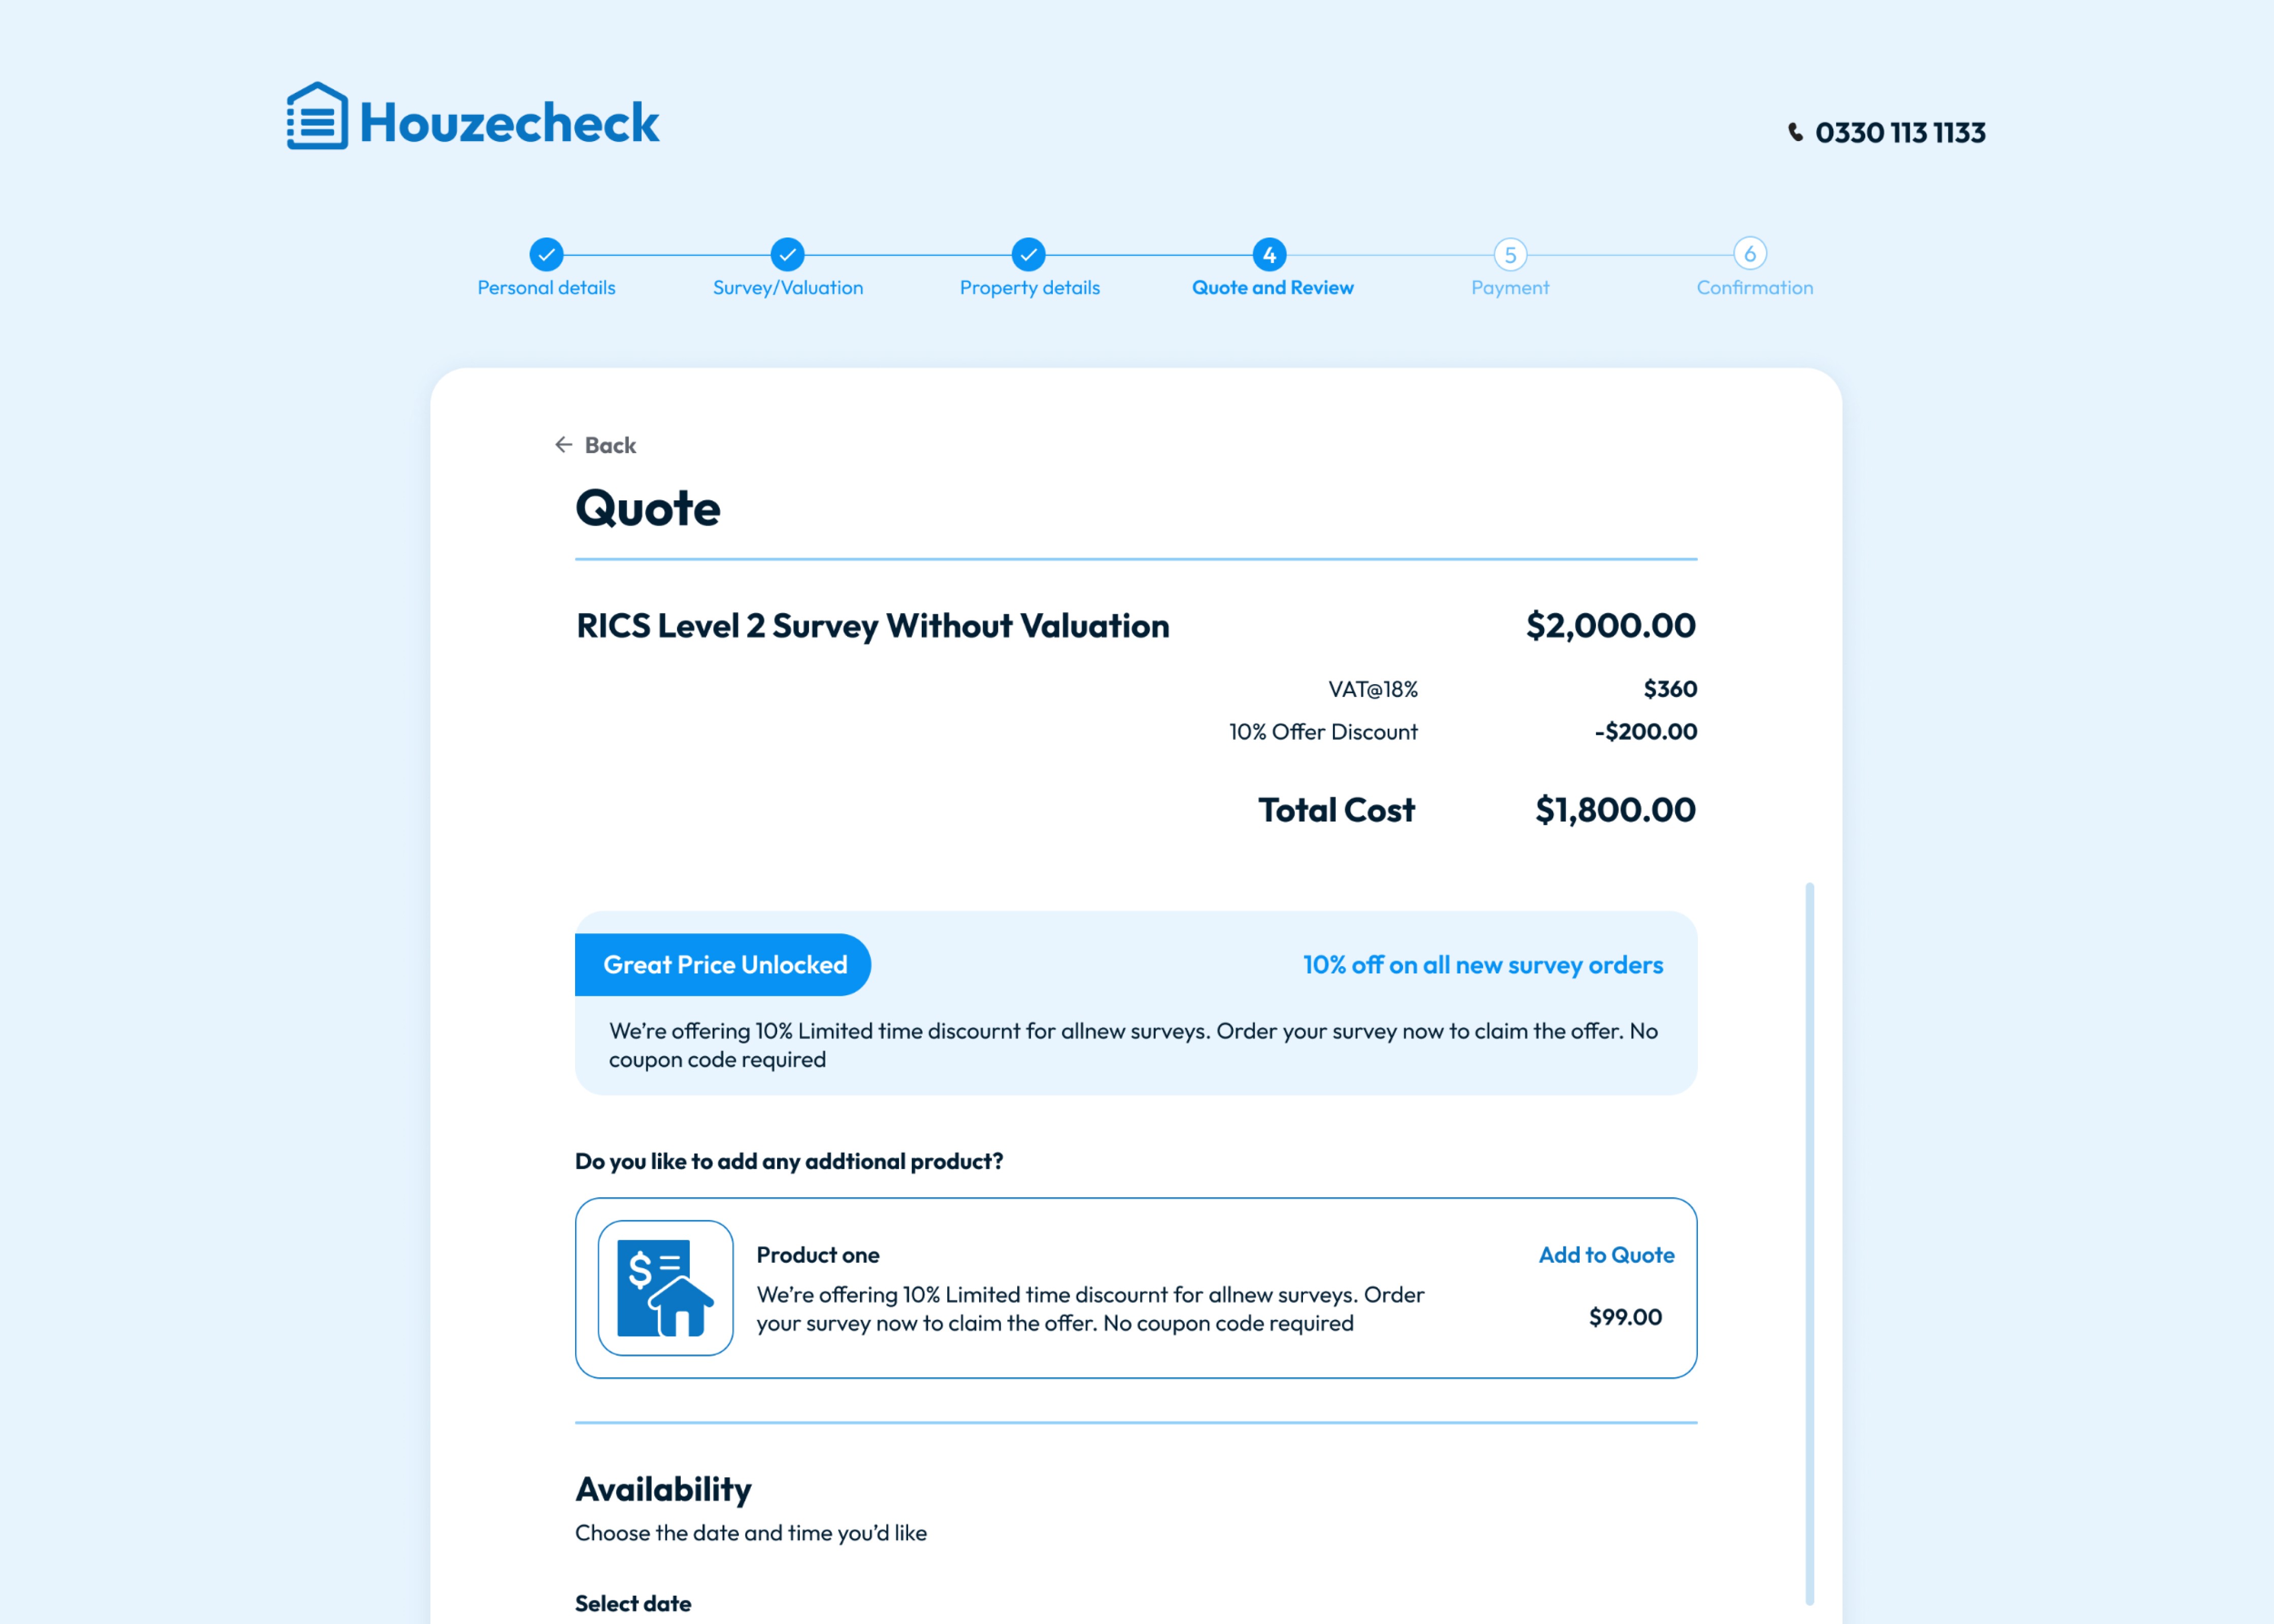 Houzecheck
0330 113 1133
Personal details
Survey/Valuation
Property details
4
Quote and Review
5
Payment
6
Confirmation
Back
Quote
RICS Level 2 Survey Without Valuation $2,000.00
VAT@18% $360
10% Offer Discount -$200.00
Total Cost $1,800.00
Great Price Unlocked
10% off on all new survey orders
We're offering 10% Limited time discournt for allnew surveys. Order your survey now to claim the offer. No
coupon code required
Do you like to add any addtional product?
$
Product one
Add to Quote
We're offering 10% Limited time discournt for allnew surveys. Order
your survey now to claim the offer. No coupon code required
$99.00
Availability
Choose the date and time you'd like
Select date